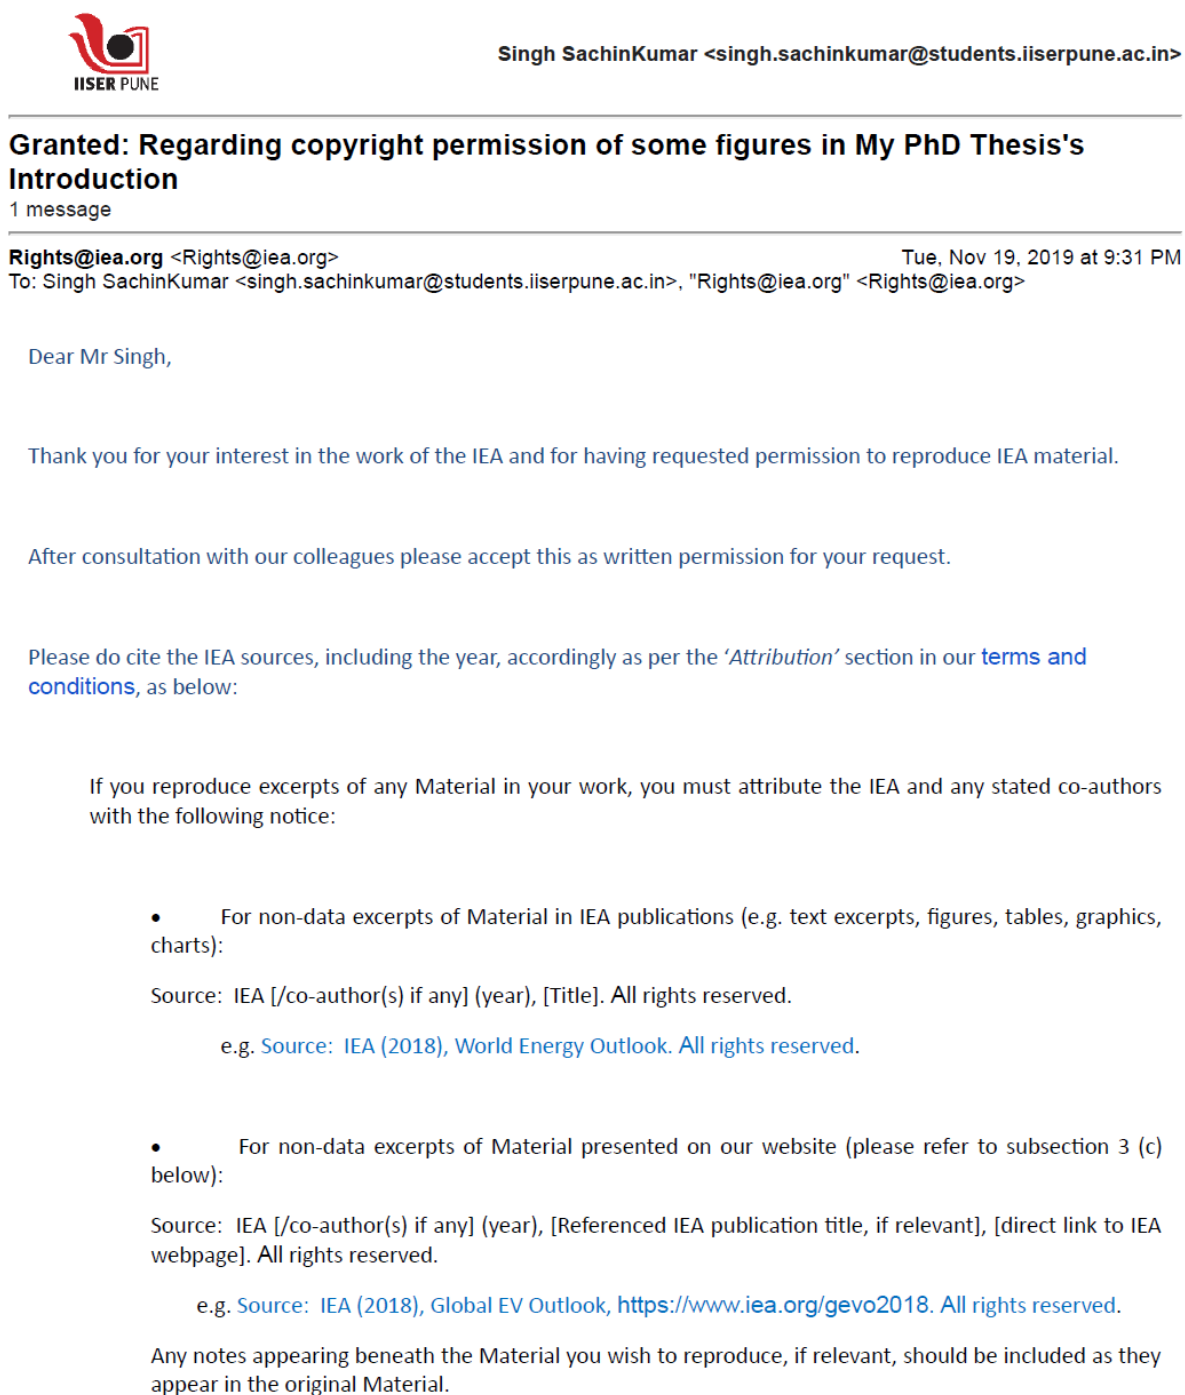 IISER PUNE
Singh SachinKumar <singh.sachinkumar@students.iiserpune.ac.in>
Granted: Regarding copyright permission of some figures in My PhD Thesis's
Introduction
1 message
Rights@iea.org <Rights@iea.org> Tue, Nov 19, 2019 at 9:31 PM
To: Singh SachinKumar <singh.sachinkumar@students.iiserpune.ac.in>, "Rights@iea.org" <Rights@iea.org>
Dear Mr Singh,
Thank you for your interest in the work of the IEA and for having requested permission to reproduce IEA material.
After consultation with our colleagues please accept this as written permission for your request.
Please do cite the IEA sources, including the year, accordingly as per the ‘Attribution’ section in our terms and
conditions, as below:
If you reproduce excerpts of any Material in your work, you must attribute the IEA and any stated co-authors
with the following notice:
• For non-data excerpts of Material in IEA publications (e.g. text excerpts, figures, tables, graphics,
charts):
Source: IEA [/co-author(s) if any] (year), [Title]. All rights reserved.
e.g. Source: IEA (2018), World Energy Outlook. All rights reserved.
• For non-data excerpts of Material presented on our website (please refer to subsection 3 (c)
below):
Source: IEA [/co-author(s) if any] (year), [Referenced IEA publication title, if relevant], [direct link to IEA
webpage]. All rights reserved.
e.g. Source: IEA (2018), Global EV Outlook, https://www.iea.org/gevo2018. All rights reserved.
Any notes appearing beneath the Material you wish to reproduce, if relevant, should be included as they
appear in the original Material.